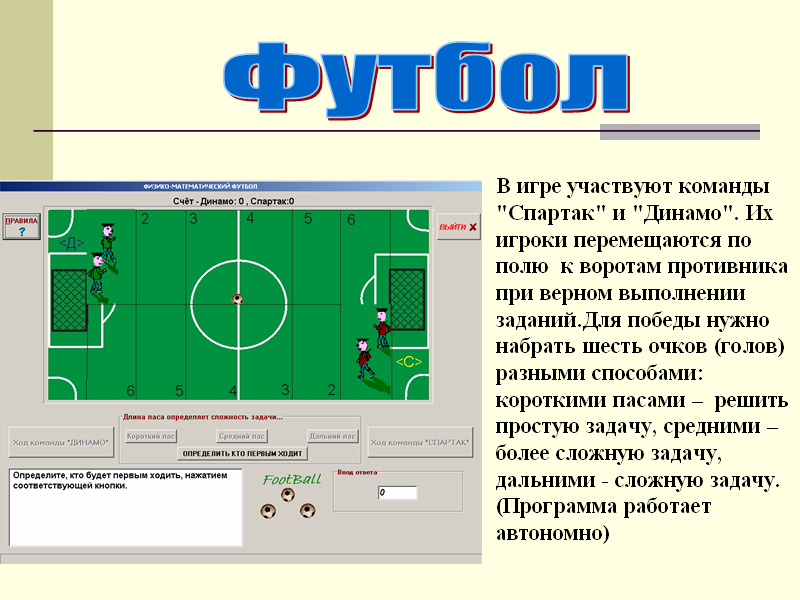 Футбол
ФИЗИКО-МАТЕМАТИЧЕСКИЙ ФУТБОЛ
Счёт - Динамо: 0 , Спартак:0
ПРАВИЛА
?
ВЫЙТИ
2 3 4 5 6
<Д>
<С>
6 5 4 3 2
Длина паса определяет сложность задачи...
Ход команды "ДИНАМО"
Короткий пас
Средний пас
Дальний пас
Ход команды "СПАРТАК"
ОПРЕДЕЛИТЬ КТО ПЕРВЫМ ХОДИТ
Определите, кто будет первым ходить, нажатием
соответствующей кнопки.
FootBall
Ввод ответа
0
В игре участвуют команды
"Спартак" и "Динамо". Их
игроки перемещаются по
полю к воротам противника
при верном выполнении
заданий.Для победы нужно
набрать шесть очков (голов)
разными способами:
короткими пасами – решить
простую задачу, средними –
более сложную задачу,
дальними - сложную задачу.
(Программа работает
автономно)